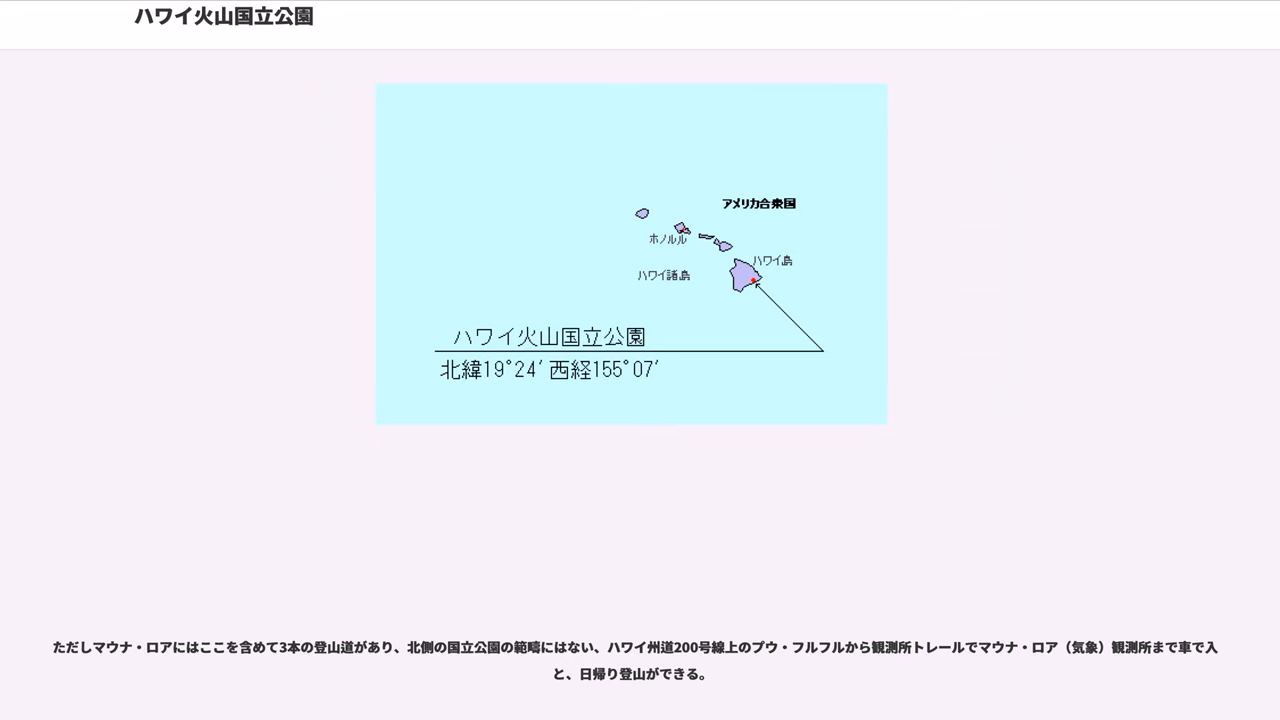 ハワイ火山国立公園
アメリカ合衆国
ホノルル
ハワイ島
ハワイ諸島
ハワイ火山国立公園
北緯19°24′西経155°07′
ただしマウナ・ロアにはここを含めて3本の登山道があり、北側の国立公園の範疇にはない、ハワイ州道200号線上のプウ・フルフルから観測所トレールでマウナ・ロア（気象）観測所まで車で入
と、日帰り登山ができる。